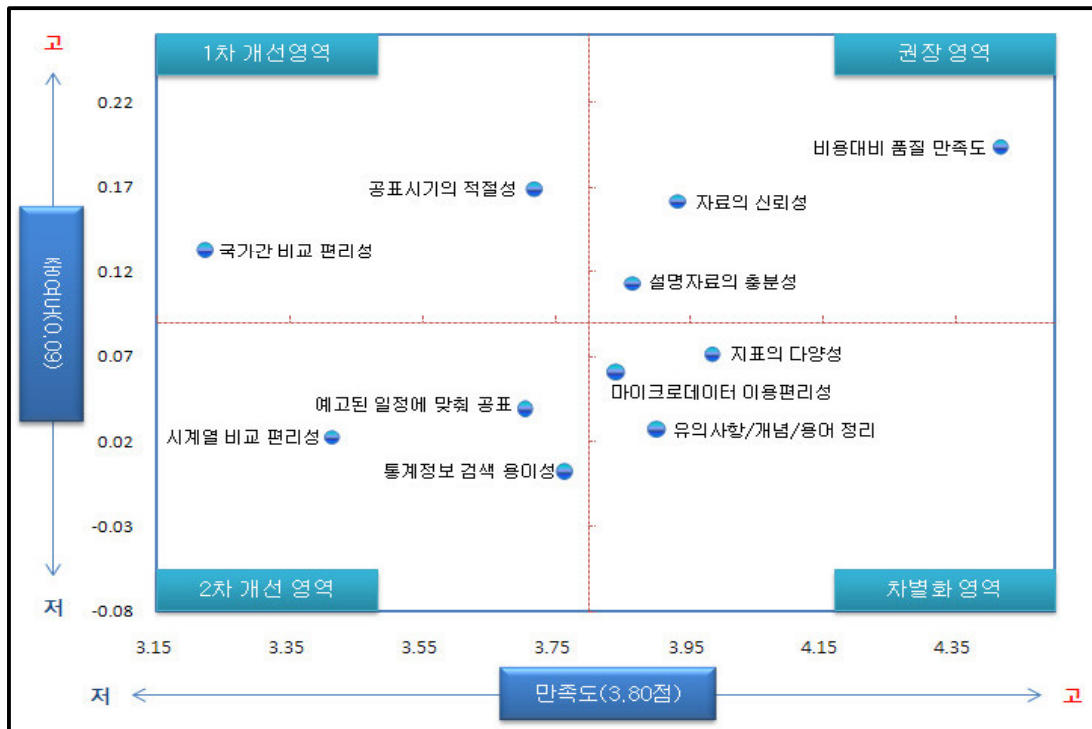 고
1차 개선영역
권장 영역
0.22
비용대비 품질 만족도
0.17
공표시기의 적절성
자료의 신뢰성
국가간 비교 편리성
0.12
설명자료의 충분성
0.07
지표의 다양성
마이크로데이터 이용편리성
예고된 일정에 맞춰 공표
유의사항/개념/용어 정리
시계열 비교 편리성
0.02
통계정보 검색 용이성
-0.03
2차 개선 영역
차별화 영역
저
-0.08
3.15
3.35
3.55
3.75
3.95
4.15
4.35
저
만족도(3.80점)
고